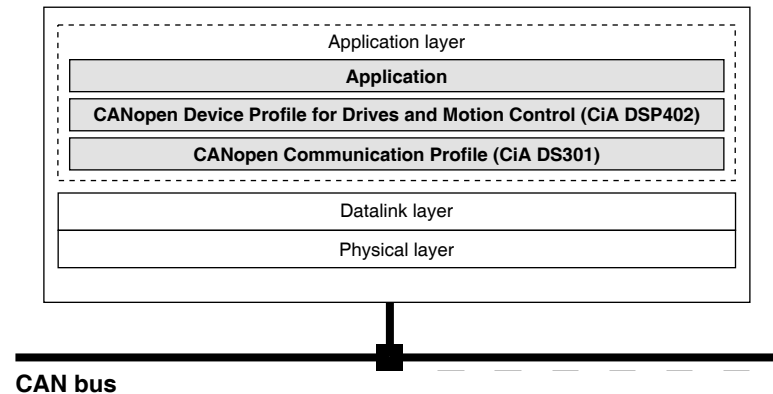 Application layer
Application
CANopen Device Profile for Drives and Motion Control (CiA DSP402)
CANopen Communication Profile (CiA DS301)
Datalink layer
Physical layer
CAN bus